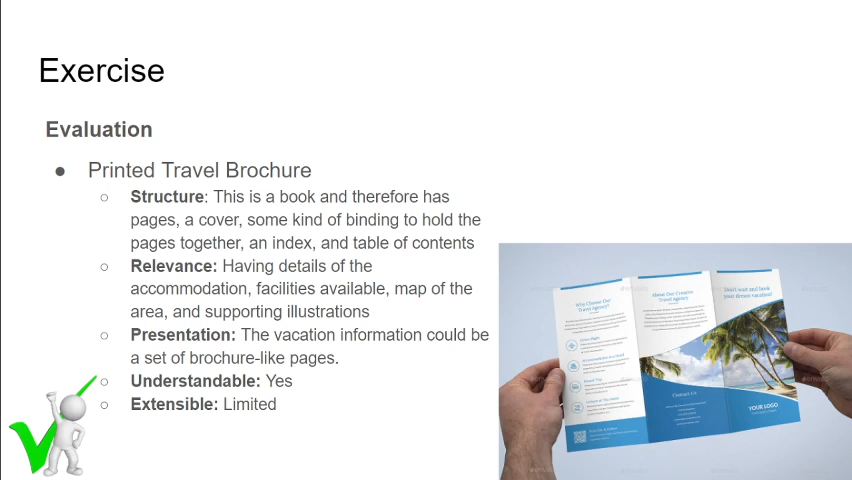 Exercise
Evaluation
● Printed Travel Brochure
○ Structure: This is a book and therefore has
pages, a cover, some kind of binding to hold the
pages together, an index, and table of contents
○ Relevance: Having details of the
accommodation, facilities available, map of the
area, and supporting illustrations
○ Presentation: The vacation information could be
a set of brochure-like pages.
○ Understandable: Yes
○ Extensible: Limited
Why Choose Our
Travel Agency?
About Our Creative
Travel Agency
Don't wait and book
your dream vacation!
Contact Us
YOUR LOGO